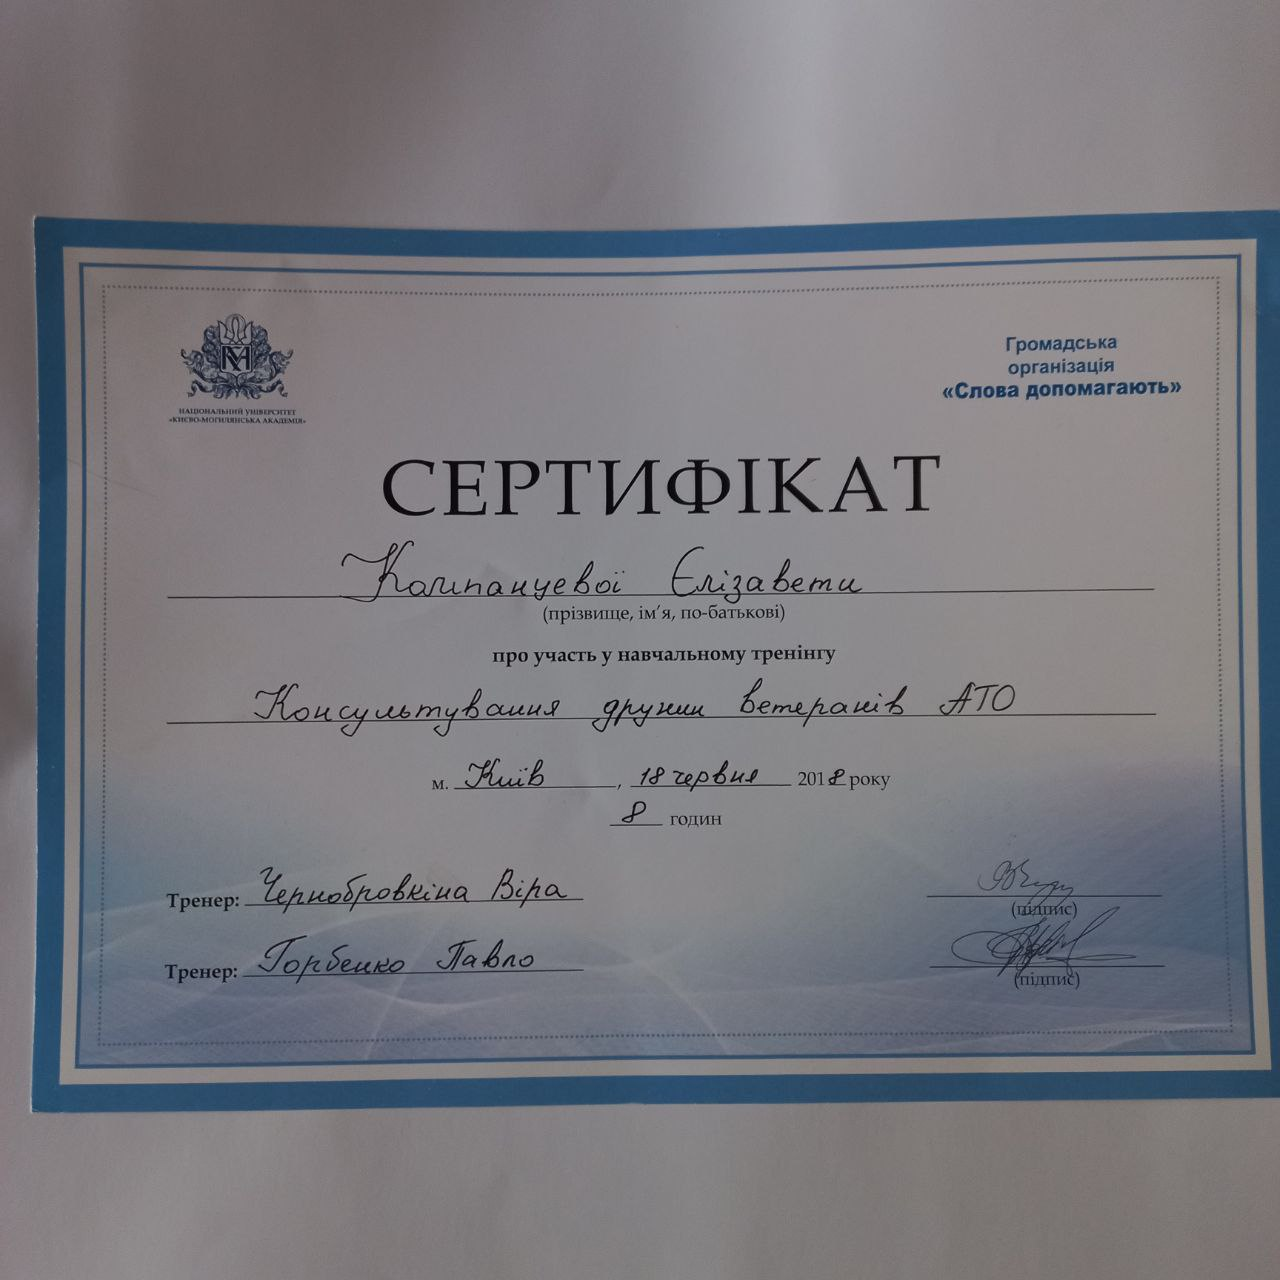 НАЦІОНАЛЬНИЙ УНІВЕРСИТЕТ
«КИЄВО-МОГИЛЯНСЬКА АКАДЕМІЯ»
Громадська
організація
«Слова допомагають»
СЕРТИФІКАТ
Компанцевої Єлізавети
(прізвище, ім’я, по-батькові)
про участь у навчальному тренінгу
Консультування дружин ветеранів АТО
м. Київ, 18 червня 2018 року
8 годин
Тренер: Чернобровкіна Віра
(підпис)
Тренер: Горбенко Павло
(підпис)